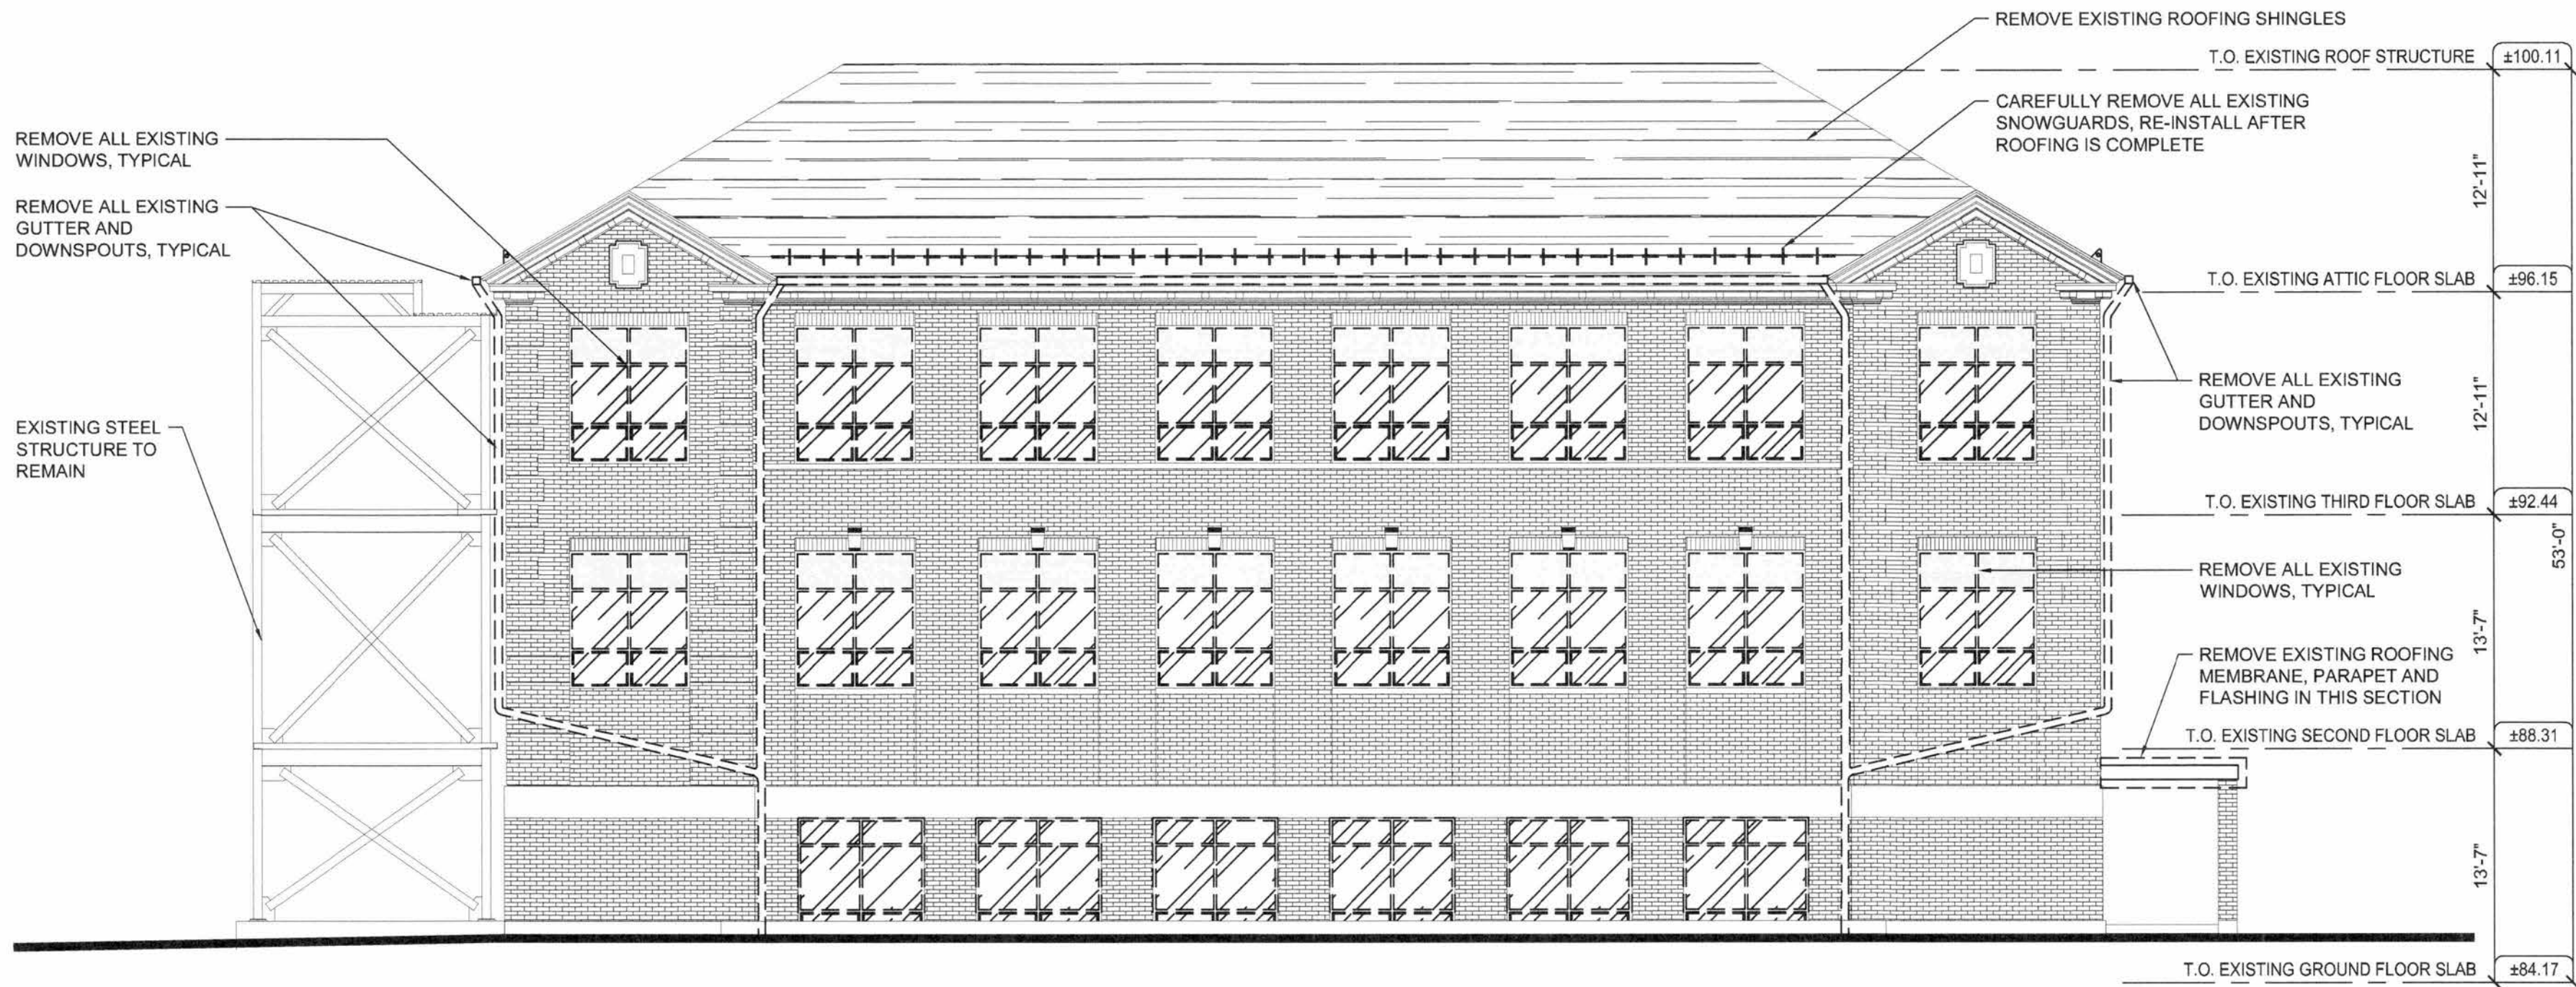 REMOVE EXISTING ROOFING SHINGLES
T.O. EXISTING ROOF STRUCTURE
±100.11
CAREFULLY REMOVE ALL EXISTING
SNOWGUARDS, RE-INSTALL AFTER
ROOFING IS COMPLETE
REMOVE ALL EXISTING
WINDOWS, TYPICAL
REMOVE ALL EXISTING
GUTTER AND
DOWNSPOUTS, TYPICAL
EXISTING STEEL
STRUCTURE TO
REMAIN
12'-11"
T.O. EXISTING ATTIC FLOOR SLAB
±96.15
REMOVE ALL EXISTING
GUTTER AND
DOWNSPOUTS, TYPICAL
12'-11"
T.O. EXISTING THIRD FLOOR SLAB
±92.44
53'-0"
REMOVE ALL EXISTING
WINDOWS, TYPICAL
13'-7"
REMOVE EXISTING ROOFING
MEMBRANE, PARAPET AND
FLASHING IN THIS SECTION
T.O. EXISTING SECOND FLOOR SLAB
±88.31
13'-7"
T.O. EXISTING GROUND FLOOR SLAB
±84.17